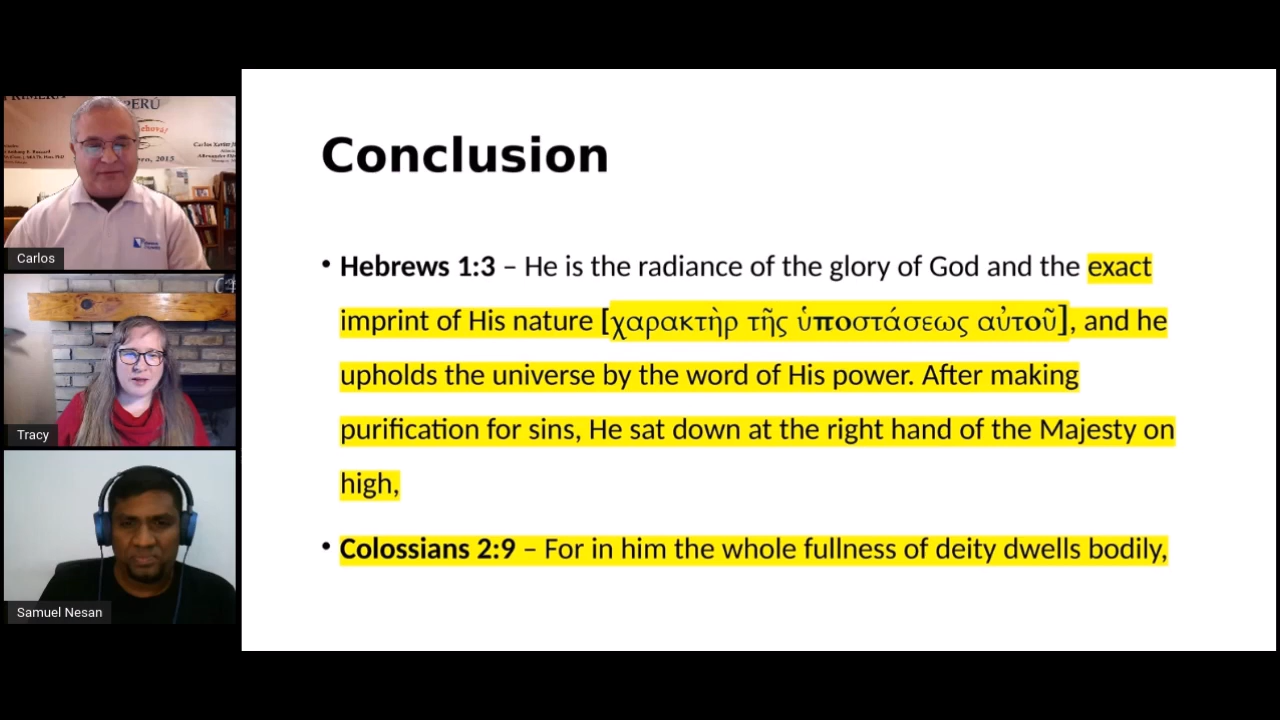 PERÚ
2015
Carlos
Tracy
Samuel Nesan
Conclusion
• Hebrews 1:3 – He is the radiance of the glory of God and the exact
imprint of His nature [χαρακτὴρ τῆς ὑποστάσεως αὐτοῦ], and he
upholds the universe by the word of His power. After making
purification for sins, He sat down at the right hand of the Majesty on
high,
• Colossians 2:9 – For in him the whole fullness of deity dwells bodily,